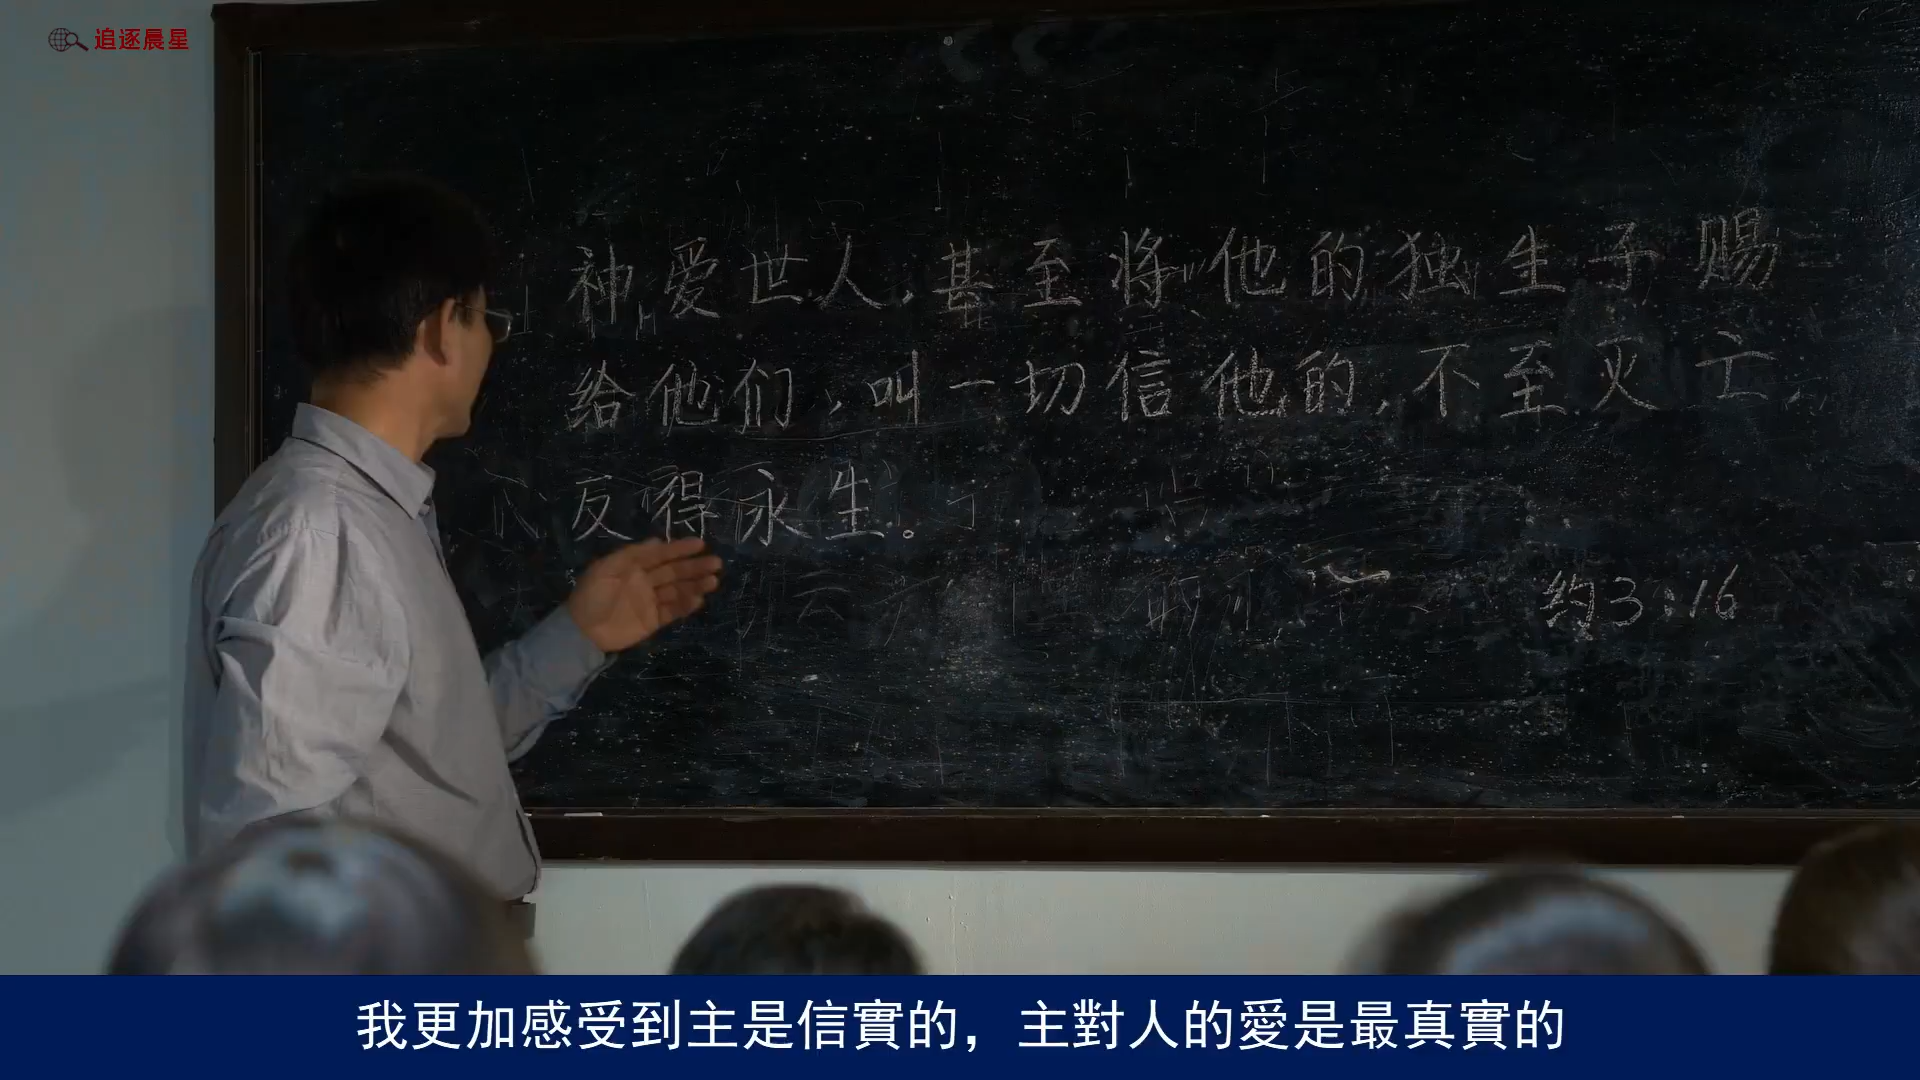 追逐晨星
神爱世人,甚至将他的独生子赐
给他们,叫一切信他的,不至灭亡,
反得永生。
约3:16
我更加感受到主是信實的，主對人的愛是最真實的